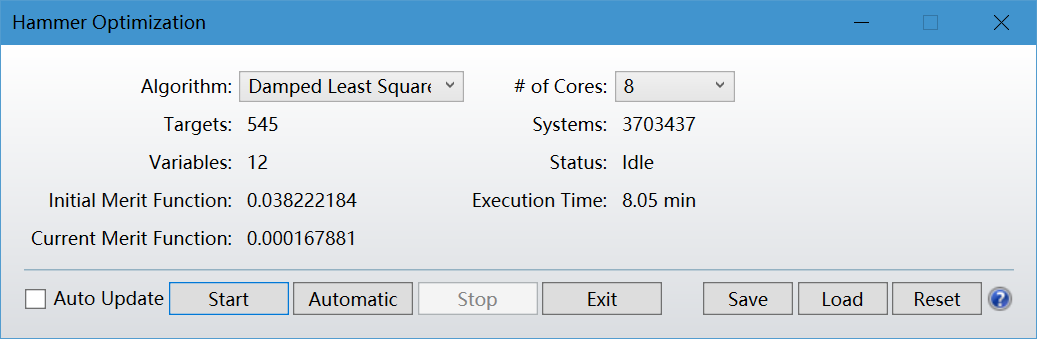 Hammer Optimization
Algorithm: Damped Least Square # of Cores: 8
Targets: 545 Systems: 3703437
Variables: 12 Status: Idle
Initial Merit Function: 0.038222184 Execution Time: 8.05 min
Current Merit Function: 0.000167881
Auto Update Start Automatic Stop Exit Save Load Reset ?